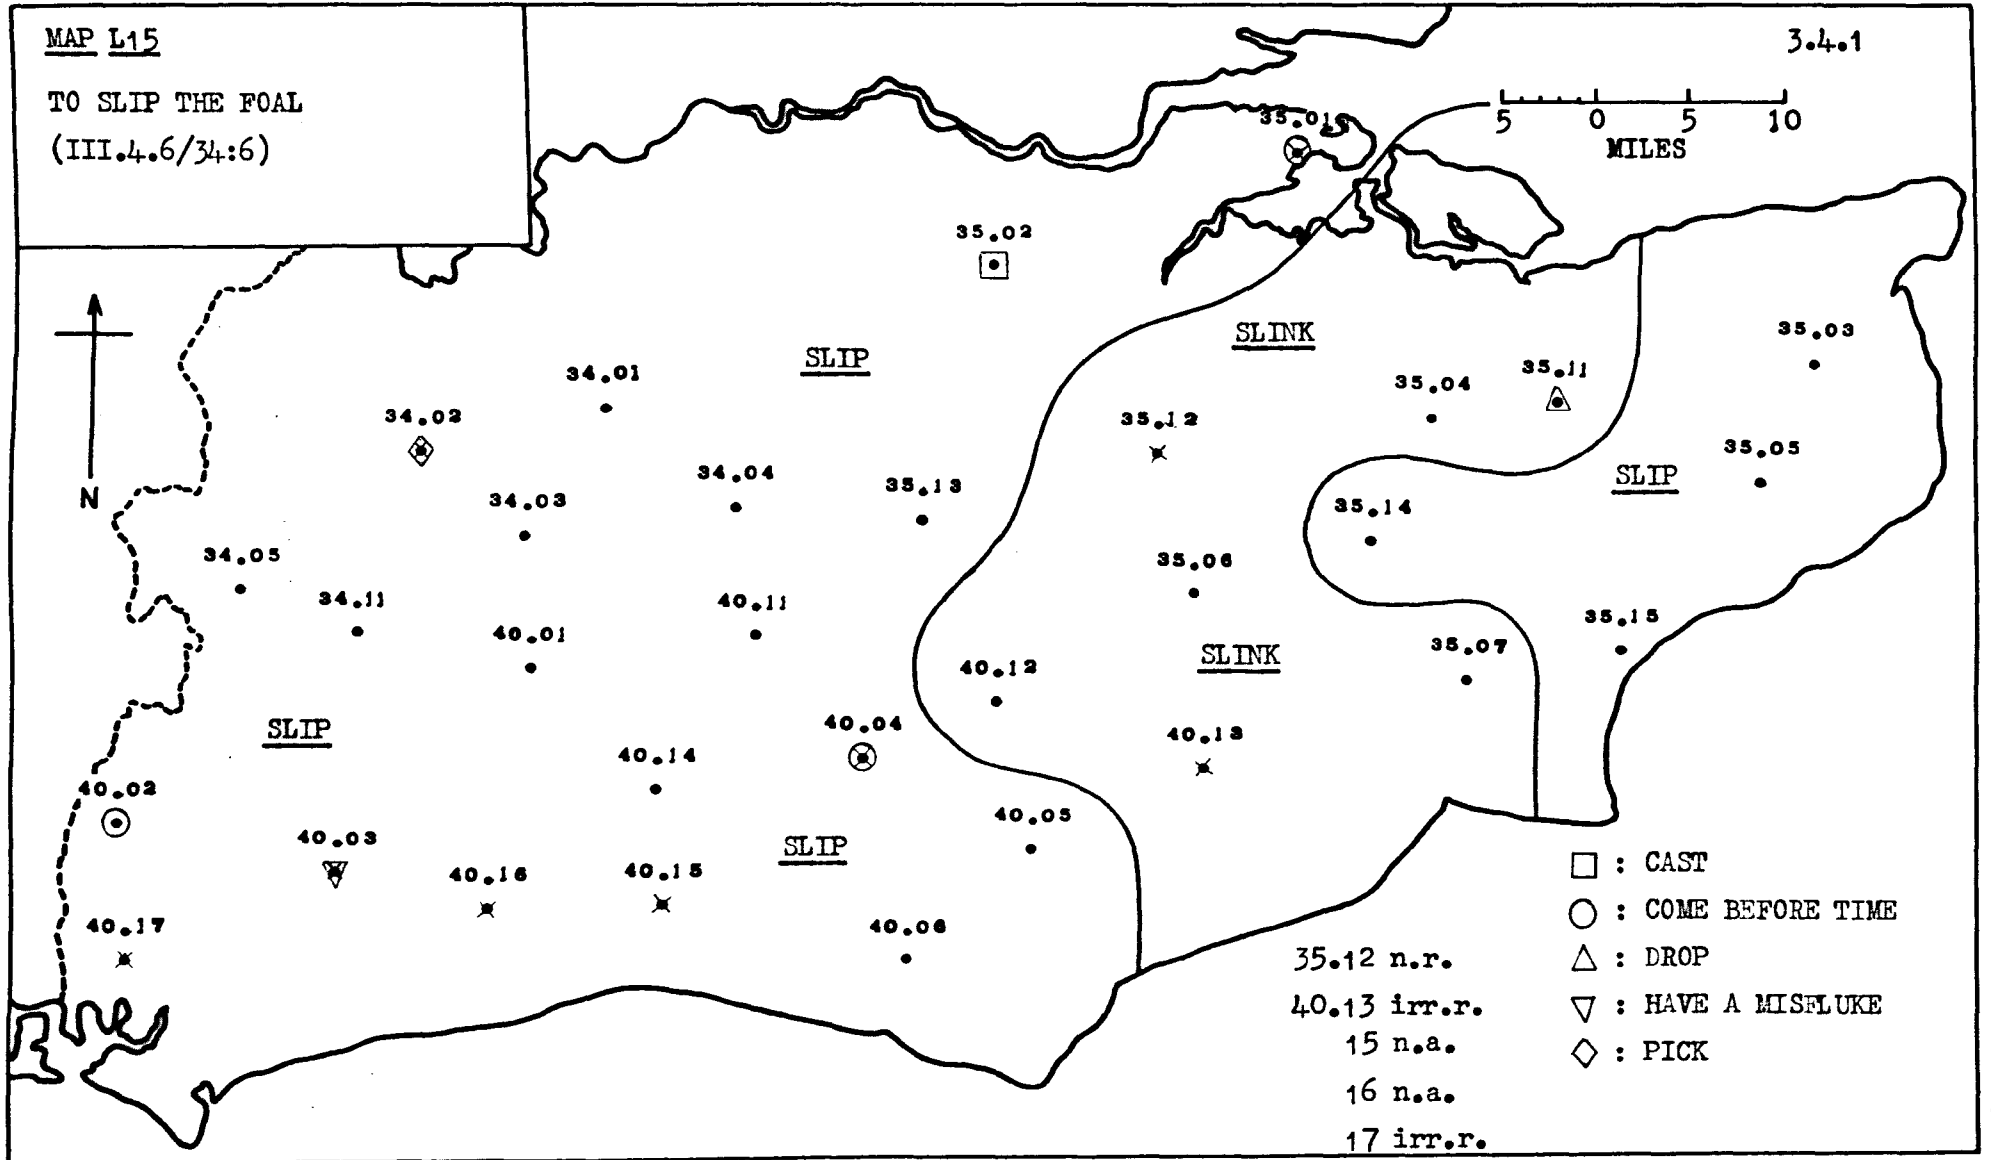 MAP L15
3.4.1
TO SLIP THE FOAL
(III.4.6/34:6)
5 0 5 10
MILES
35.01
35.02
SLINK
35.03
SLIP
34.01
35.04
35.11
34.02
35.12
35.05
N
34.03
34.04
35.13
SLIP
35.14
34.05
35.06
34.11
40.01
40.11
35.15
35.07
40.12
SLINK
SLIP
40.04
40.13
40.14
40.02
40.05
40.03
SLIP
40.16
40.15
40.17
40.06
□ : CAST
○ : COME BEFORE TIME
△ : DROP
▽ : HAVE A MISFLUKE
◇ : PICK
35.12 n.r.
40.13 irr.r.
15 n.a.
16 n.a.
17 irr.r.